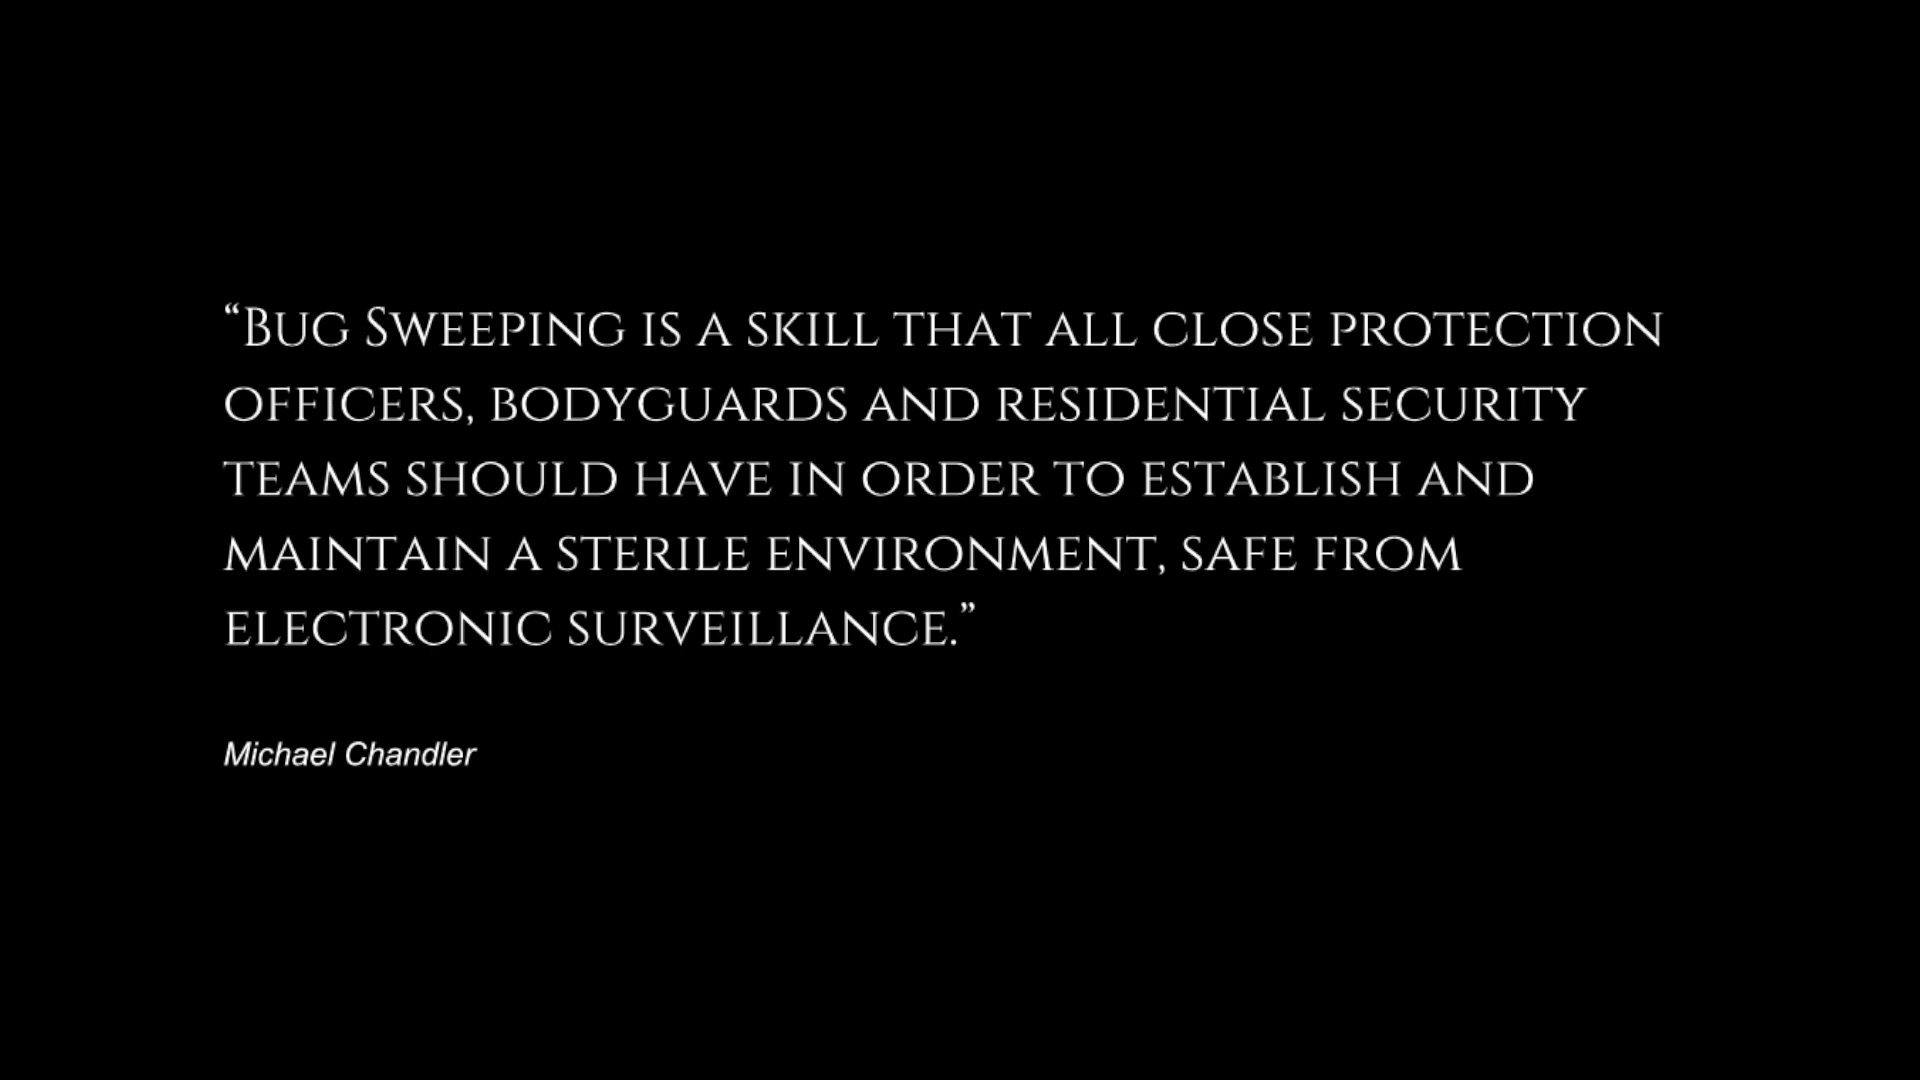 “Bug Sweeping is a skill that all close protection
officers, bodyguards and residential security
teams should have in order to establish and
maintain a sterile environment, safe from
electronic surveillance.”
Michael Chandler